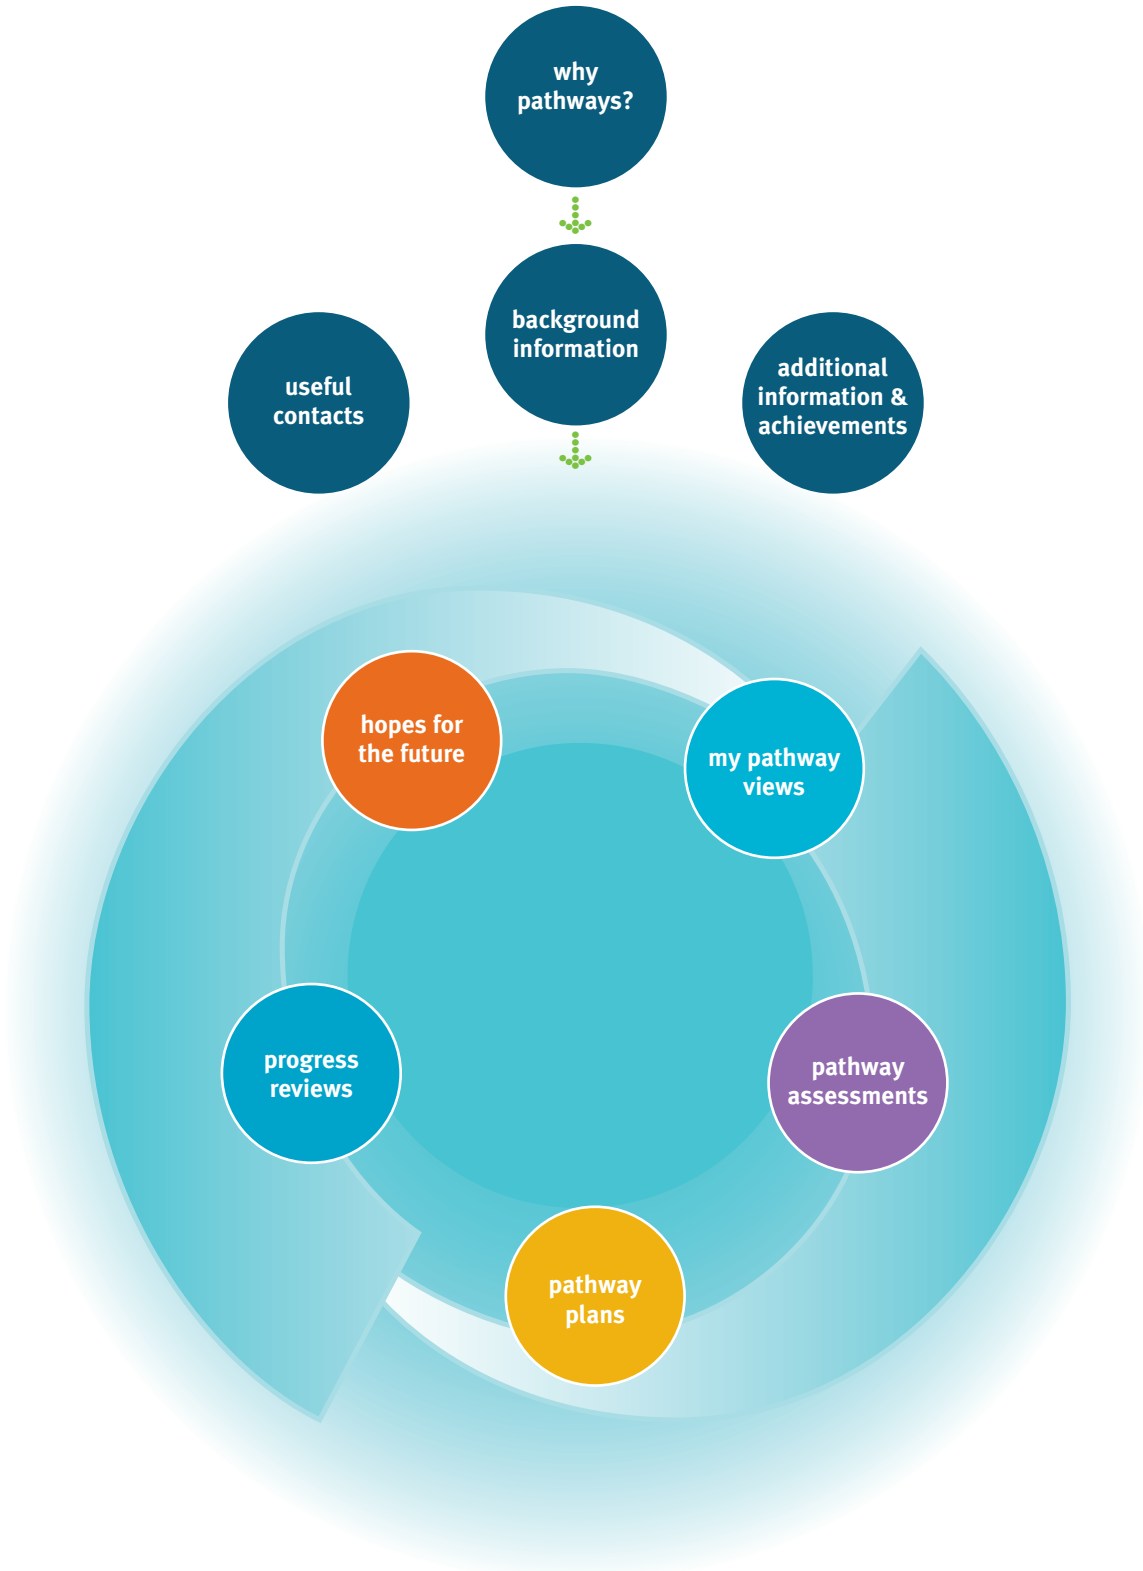 why
pathways?
background
information
useful
contacts
additional
information &
achievements
hopes for
the future
my pathway
views
progress
reviews
pathway
assessments
pathway
plans